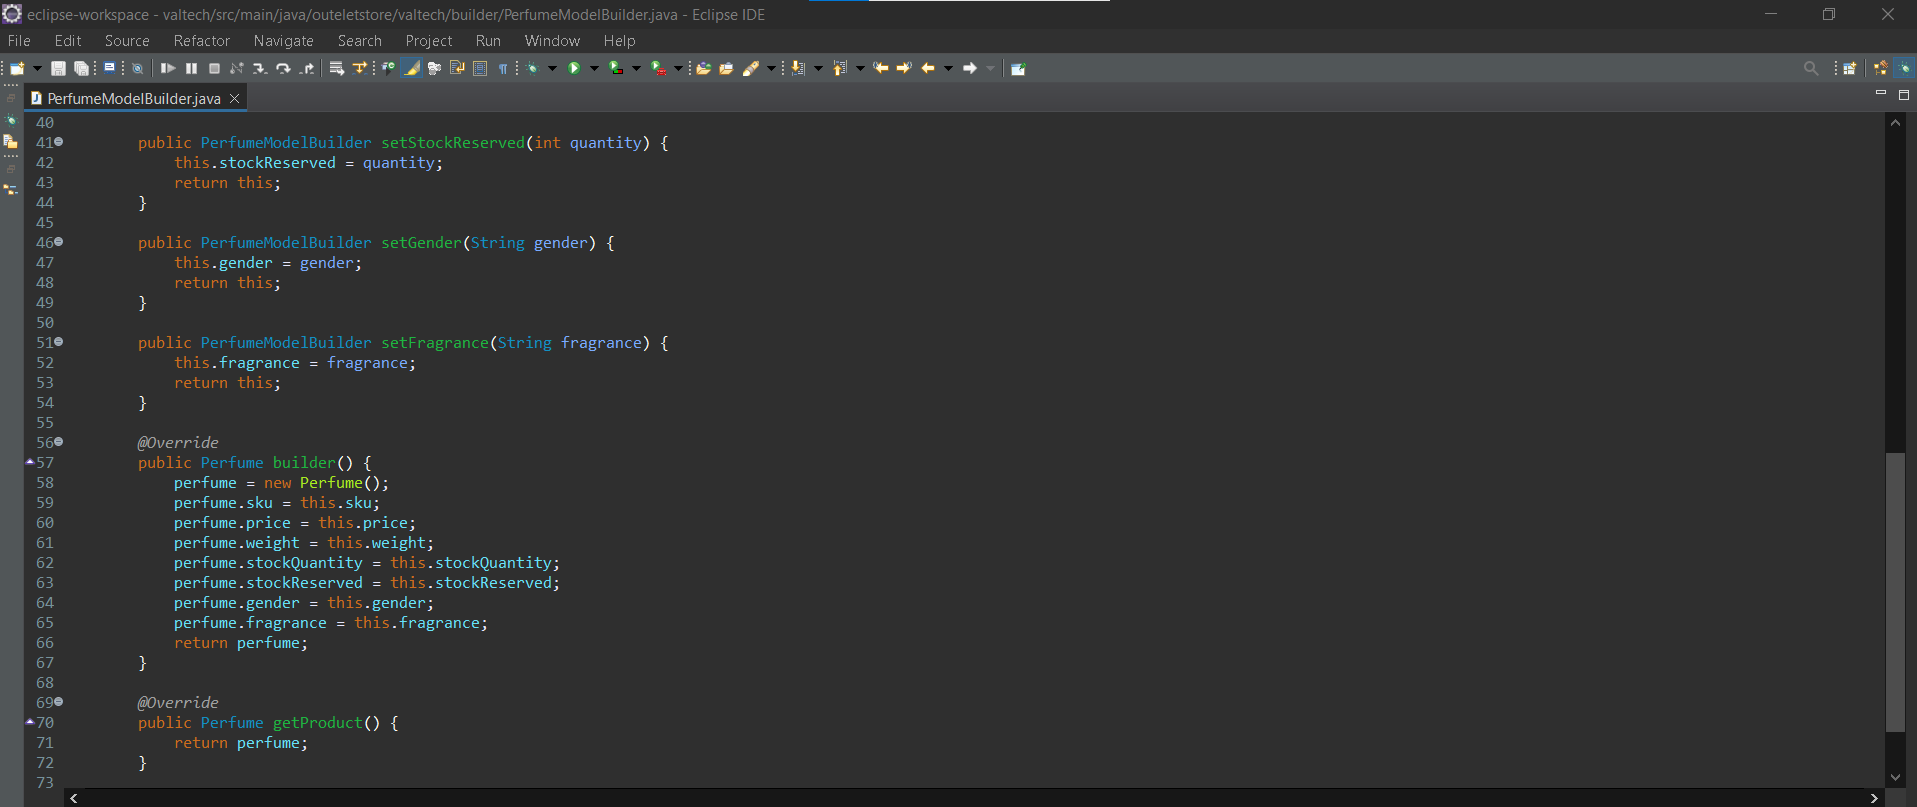 eclipse-workspace - valtech/src/main/java/outeletstore/valtech/builder/PerfumeModelBuilder.java - Eclipse IDE
File Edit Source Refactor Navigate Search Project Run Window Help
PerfumeModelBuilder.java
40
41 public PerfumeModelBuilder setStockReserved(int quantity) {
42 this.stockReserved = quantity;
43 return this;
44 }
45
46 public PerfumeModelBuilder setGender(String gender) {
47 this.gender = gender;
48 return this;
49 }
50
51 public PerfumeModelBuilder setFragrance(String fragrance) {
52 this.fragrance = fragrance;
53 return this;
54 }
55
56 @Override
57 public Perfume builder() {
58 perfume = new Perfume();
59 perfume.sku = this.sku;
60 perfume.price = this.price;
61 perfume.weight = this.weight;
62 perfume.stockQuantity = this.stockQuantity;
63 perfume.stockReserved = this.stockReserved;
64 perfume.gender = this.gender;
65 perfume.fragrance = this.fragrance;
66 return perfume;
67 }
68
69 @Override
70 public Perfume getProduct() {
71 return perfume;
72 }
73